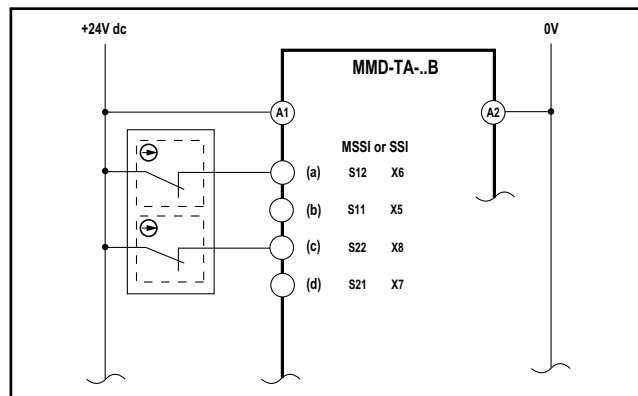 +24V dc
0V
MMD-TA-..B
A1
A2
MSSI or SSI
(a) S12 X6
(b) S11 X5
(c) S22 X8
(d) S21 X7